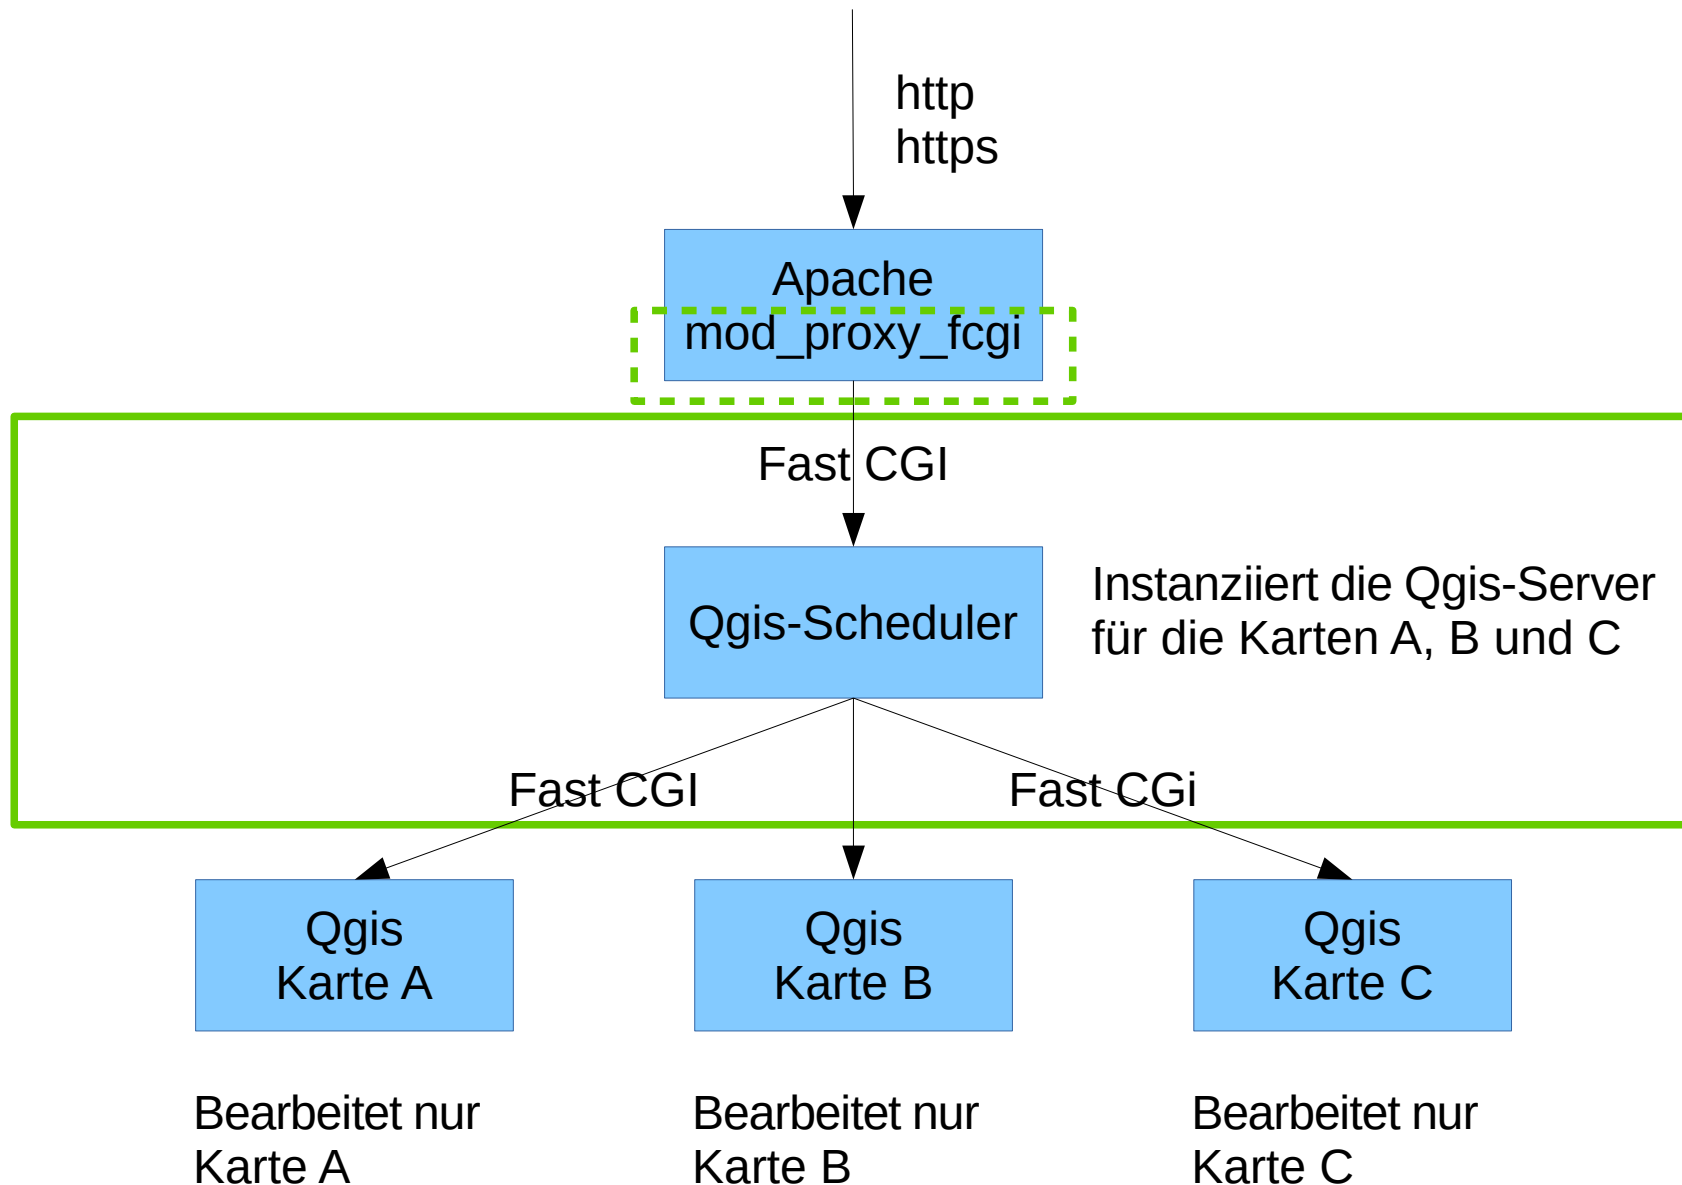 http
https
Apache
mod_proxy_fcgi
Fast CGI
Qgis-Scheduler
Instanziiert die Qgis-Server
für die Karten A, B und C
Fast CGI
Fast CGi
Qgis
Karte A
Qgis
Karte B
Qgis
Karte C
Bearbeitet nur
Karte A
Bearbeitet nur
Karte B
Bearbeitet nur
Karte C